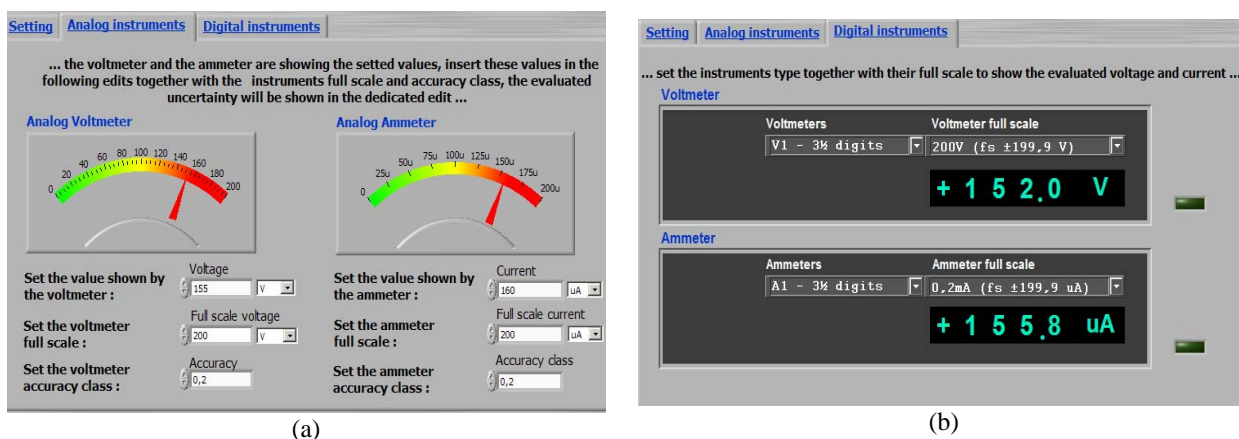 Setting Analog instruments Digital instruments
... the voltmeter and the ammeter are showing the setted values, insert these values in the
following edits together with the instruments full scale and accuracy class, the evaluated
uncertainty will be shown in the dedicated edit ...
Analog Voltmeter
0 20 40 60 80 100 120 140 160 180 200
Set the value shown by
the voltmeter :
Voltage
155 V
Set the voltmeter
full scale :
Full scale voltage
200 V
Set the voltmeter
accuracy class :
Accuracy
0,2
Analog Ammeter
0 25u 50u 75u 100u 125u 150u 175u 200u
Set the value shown by
the ammeter :
Current
160 uA
Set the ammeter
full scale :
Full scale current
200 uA
Set the ammeter
accuracy class :
Accuracy class
0,2
(a)
Setting Analog instruments Digital instruments
... set the instruments type together with their full scale to show the evaluated voltage and current ...
Voltmeter
Voltmeters Voltmeter full scale
V1 - 3½ digits 200V (fs ±199,9 V)
+ 1 5 2.0 V
Ammeter
Ammeters Ammeter full scale
A1 - 3½ digits 0,2mA (fs ±199,9 uA)
+ 1 5 5.8 uA
(b)